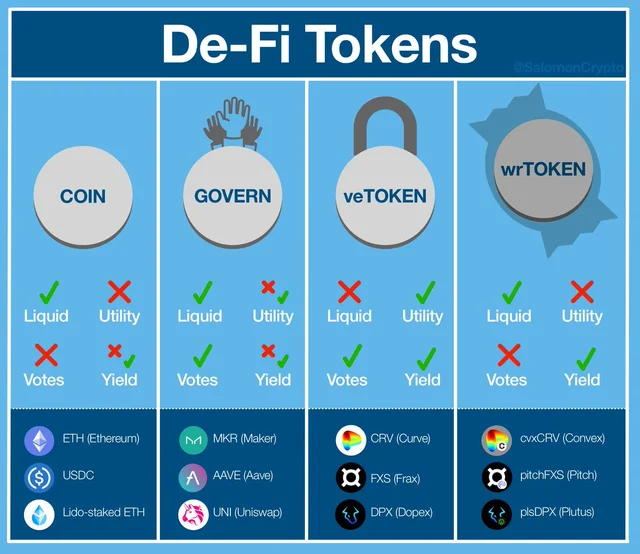 De-Fi Tokens
@SalomonCrypto
COIN
Liquid Utility
Votes Yield
ETH (Ethereum)
USDC
Lido-staked ETH
GOVERN
Liquid Utility
Votes Yield
MKR (Maker)
AAVE (Aave)
UNI (Uniswap)
veTOKEN
Liquid Utility
Votes Yield
CRV (Curve)
FXS (Frax)
DPX (Dopex)
wrTOKEN
Liquid Utility
Votes Yield
cvxCRV (Convex)
pitchFXS (Pitch)
plsDPX (Plutus)